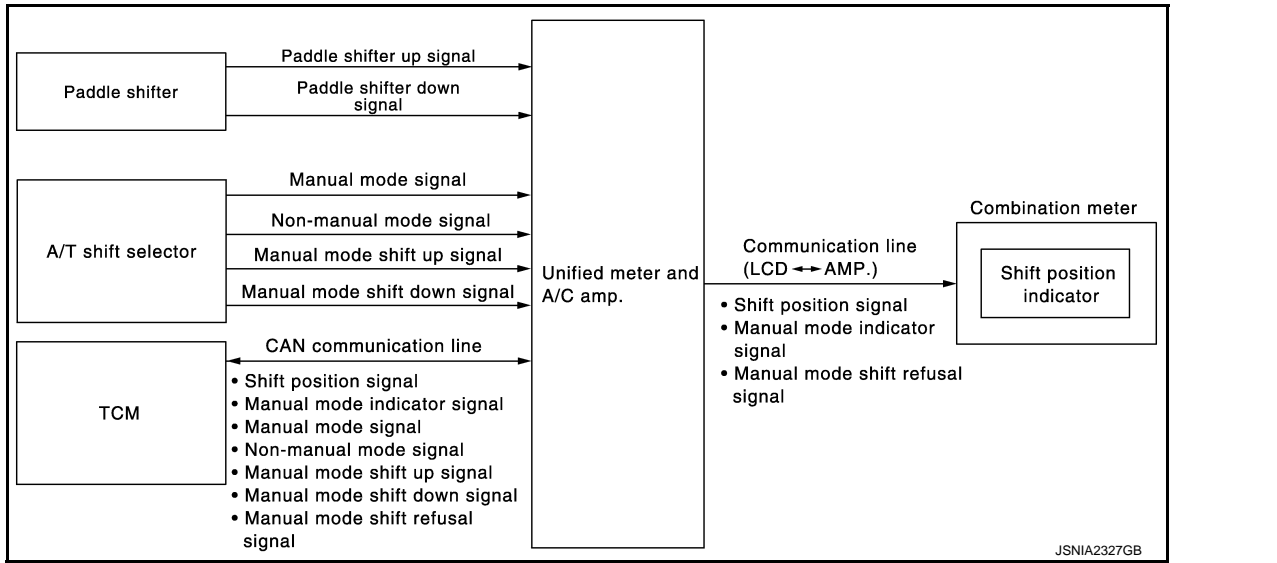 Paddle shifter
Paddle shifter up signal
Paddle shifter down
signal
A/T shift selector
Manual mode signal
Non-manual mode signal
Manual mode shift up signal
Manual mode shift down signal
TCM
CAN communication line
• Shift position signal
• Manual mode indicator signal
• Manual mode signal
• Non-manual mode signal
• Manual mode shift up signal
• Manual mode shift down signal
• Manual mode shift refusal
signal
Unified meter and
A/C amp.
Communication line
(LCD ↔ AMP.)
• Shift position signal
• Manual mode indicator
signal
• Manual mode shift refusal
signal
Combination meter
Shift position
indicator
JSNIA2327GB